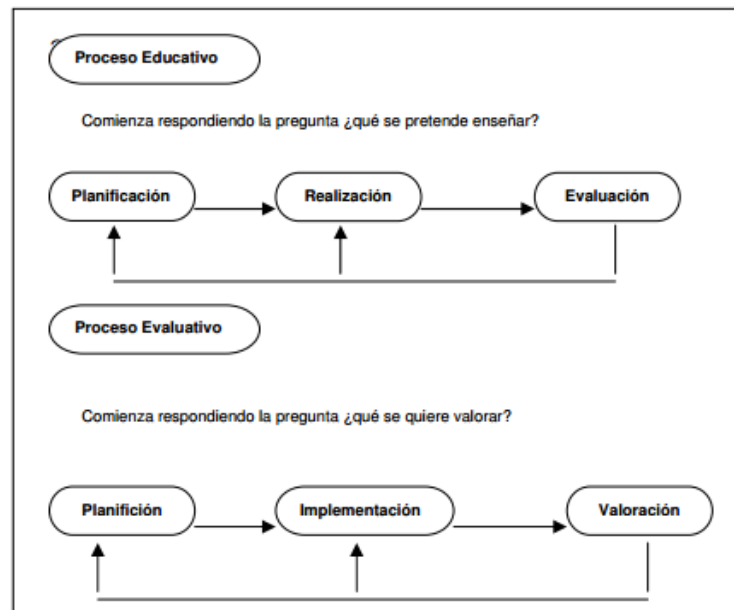 Proceso Educativo
Comienza respondiendo la pregunta ¿qué se pretende enseñar?
Planificación Realización Evaluación
Proceso Evaluativo
Comienza respondiendo la pregunta ¿qué se quiere valorar?
Planifición Implementación Valoración